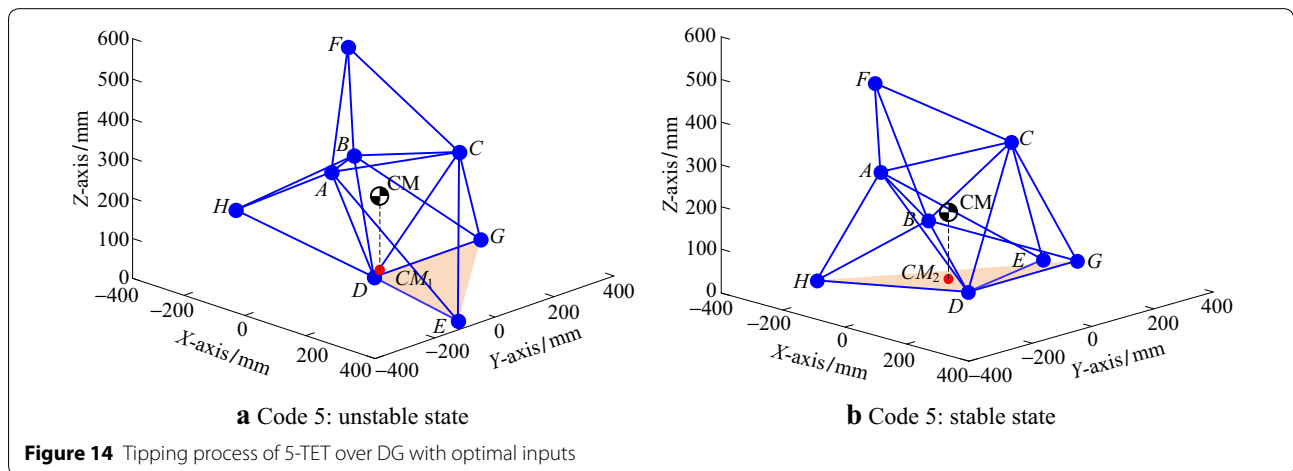 600
500
400
300
200
100
0
Z-axis/mm
−400
−200
0
200
400
X-axis/mm
−400
−200
0
200
400
Y-axis/mm
F
B
C
A
CM
H
G
D
CM1
E
a Code 5: unstable state
600
500
400
300
200
100
0
Z-axis/mm
−400
−200
0
200
400
X-axis/mm
−400
−200
0
200
400
Y-axis/mm
F
C
A
B
CM
E
G
H
CM2
D
b Code 5: stable state
Figure 14 Tipping process of 5-TET over DG with optimal inputs